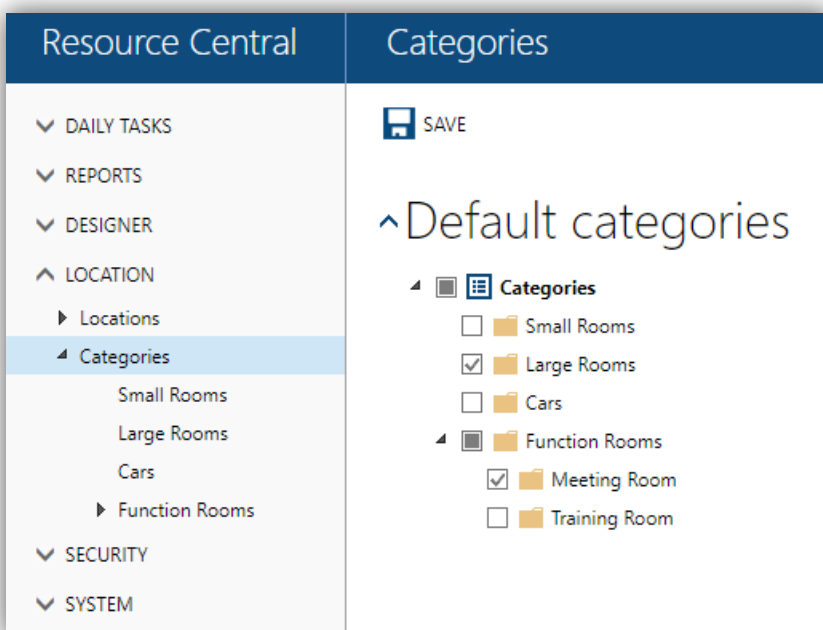 Resource Central
DAILY TASKS
REPORTS
DESIGNER
LOCATION
Locations
Categories
Small Rooms
Large Rooms
Cars
Function Rooms
SECURITY
SYSTEM
Categories
SAVE
Default categories
Categories
Small Rooms
Large Rooms
Cars
Function Rooms
Meeting Room
Training Room